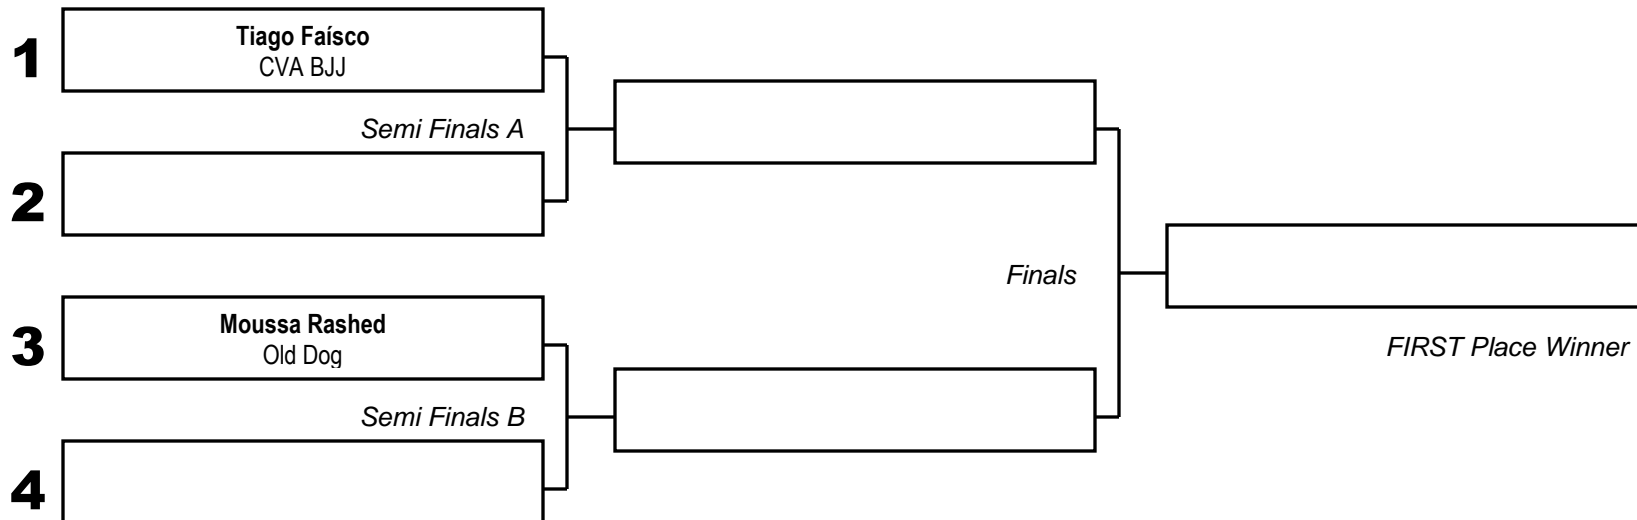 1
Tiago Faísco
CVA BJJ
Semi Finals A
2
Finals
3
Moussa Rashed
Old Dog
FIRST Place Winner
Semi Finals B
4